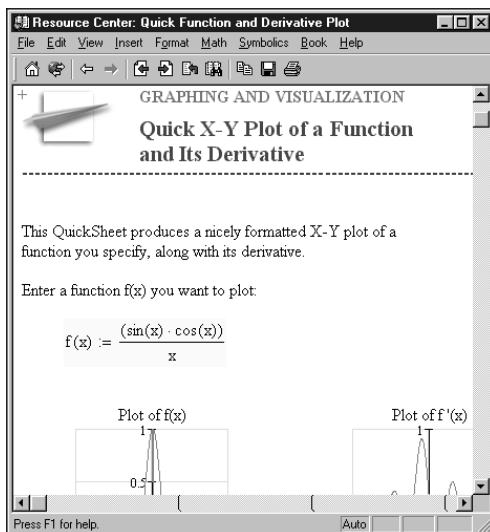 Resource Center: Quick Function and Derivative Plot
File Edit View Insert Format Math Symbolics Book Help
GRAPHING AND VISUALIZATION
Quick X-Y Plot of a Function
and Its Derivative
This QuickSheet produces a nicely formatted X-Y plot of a
function you specify, along with its derivative.
Enter a function f(x) you want to plot:
f(x) := (sin(x) · cos(x))
x
Plot of f(x)
Plot of f '(x)
1
1
0.5
Press F1 for help.
Auto